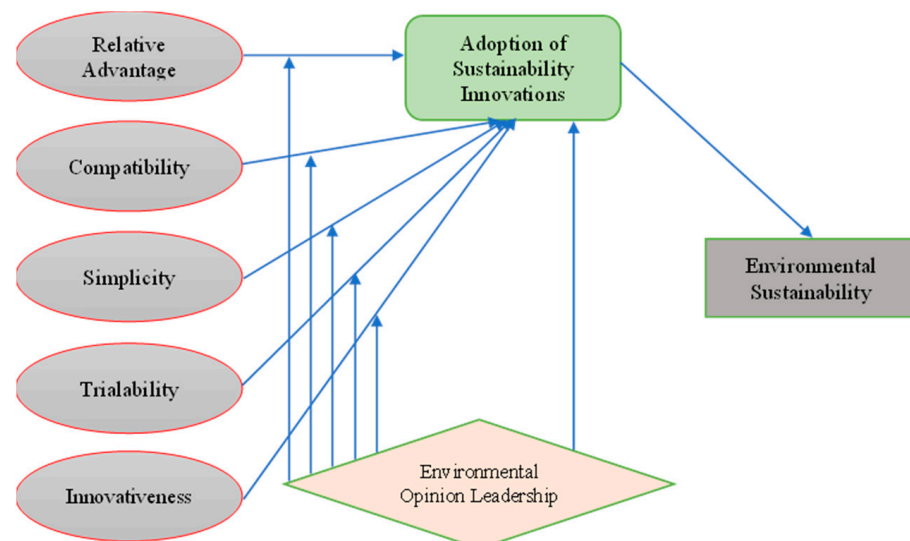 Relative
Advantage
Adoption of
Sustainability
Innovations
Compatibility
Simplicity
Environmental
Sustainability
Trialability
Innovativeness
Environmental
Opinion Leadership